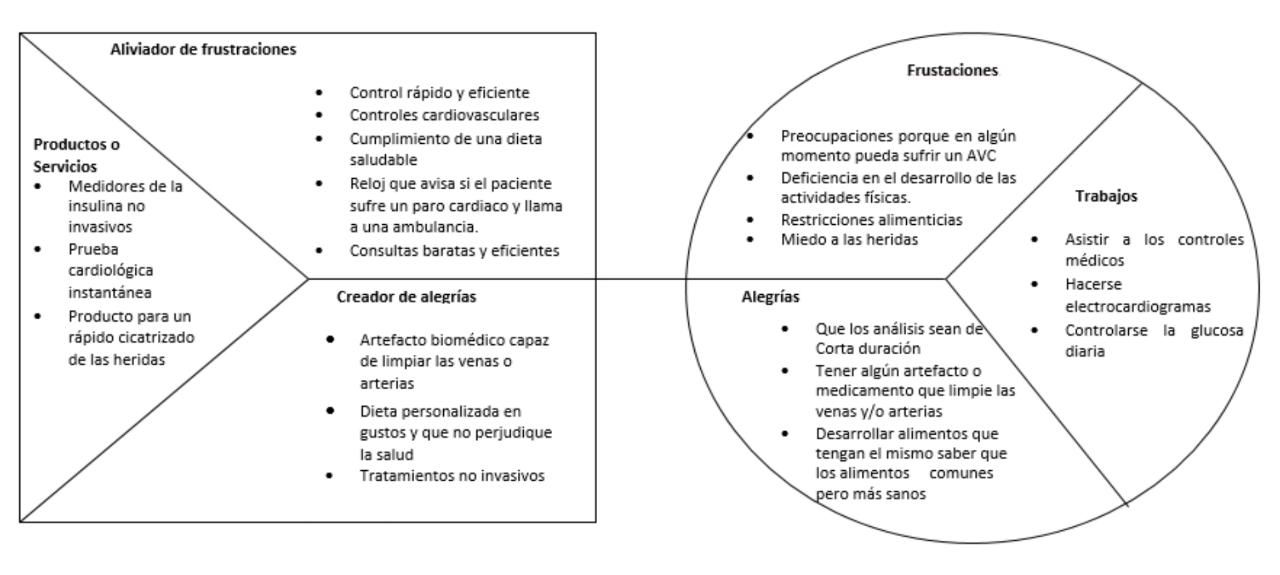 Aliviador de frustraciones
• Control rápido y eficiente
• Controles cardiovasculares
• Cumplimiento de una dieta
saludable
• Reloj que avisa si el paciente
sufre un paro cardiaco y llama
a una ambulancia.
• Consultas baratas y eficientes
Productos o
Servicios
• Medidores de la
insulina no
invasivos
• Prueba
cardiológica
instantánea
• Producto para un
rápido cicatrizado
de las heridas
Creador de alegrías
• Artefacto biomédico capaz
de limpiar las venas o
arterias
• Dieta personalizada en
gustos y que no perjudique
la salud
• Tratamientos no invasivos
Frustaciones
• Preocupaciones porque en algún
momento pueda sufrir un AVC
• Deficiencia en el desarrollo de las
actividades físicas.
• Restricciones alimenticias
• Miedo a las heridas
Trabajos
• Asistir a los controles
médicos
• Hacerse
electrocardiogramas
• Controlarse la glucosa
diaria
Alegrías
• Que los análisis sean de
Corta duración
• Tener algún artefacto o
medicamento que limpie las
venas y/o arterias
• Desarrollar alimentos que
tengan el mismo saber que
los alimentos comunes
pero más sanos